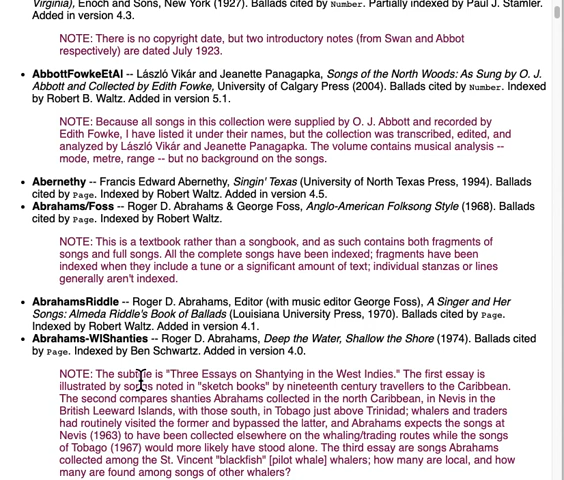 Virginia), Enoch and Sons, New York (1927). Ballads cited by Number. Partially indexed by Paul J. Stamler.
Added in version 4.3.
NOTE: There is no copyright date, but two introductory notes (from Swan and Abbot
respectively) are dated July 1923.
• AbbottFowkeEtAl -- László Vikár and Jeanette Panagapka, Songs of the North Woods: As Sung by O. J.
Abbott and Collected by Edith Fowke, University of Calgary Press (2004). Ballads cited by Number. Indexed
by Robert B. Waltz. Added in version 5.1.
NOTE: Because all songs in this collection were supplied by O. J. Abbott and recorded by
Edith Fowke, I have listed it under their names, but the collection was transcribed, edited, and
analyzed by László Vikár and Jeanette Panagapka. The volume contains musical analysis --
mode, metre, range -- but no background on the songs.
• Abernethy -- Francis Edward Abernethy, Singin' Texas (University of North Texas Press, 1994). Ballads
cited by Page. Indexed by Robert Waltz. Added in version 4.5.
• Abrahams/Foss -- Roger D. Abrahams & George Foss, Anglo-American Folksong Style (1968). Ballads
cited by Page. Indexed by Robert Waltz.
NOTE: This is a textbook rather than a songbook, and as such contains both fragments of
songs and full songs. All the complete songs have been indexed; fragments have been
indexed when they include a tune or a significant amount of text; individual stanzas or lines
generally aren't indexed.
• AbrahamsRiddle -- Roger D. Abrahams, Editor (with music editor George Foss), A Singer and Her
Songs: Almeda Riddle's Book of Ballads (Louisiana University Press, 1970). Ballads cited by Page.
Indexed by Robert Waltz. Added in version 4.1.
• Abrahams-WIShanties -- Roger D. Abrahams, Deep the Water, Shallow the Shore (1974). Ballads cited
by Page. Indexed by Ben Schwartz. Added in version 4.0.
NOTE: The subtitle is "Three Essays on Shantying in the West Indies." The first essay is
illustrated by songs noted in "sketch books" by nineteenth century travellers to the Caribbean.
The second compares shanties Abrahams collected in the north Caribbean, in Nevis in the
British Leeward Islands, with those south, in Tobago just above Trinidad; whalers and traders
had routinely visited the former and bypassed the latter, and Abrahams expects the songs at
Nevis (1963) to have been collected elsewhere on the whaling/trading routes while the songs
of Tobago (1967) would more likely have stood alone. The third essay are songs Abrahams
collected among the St. Vincent "blackfish" [pilot whale] whalers; how many are local, and how
many are found among songs of other whalers?